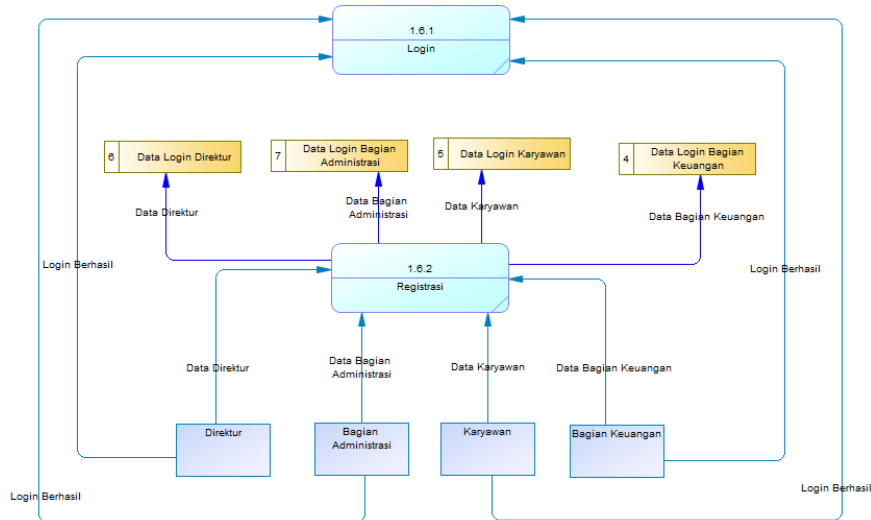 1.6.1
Login
6 Data Login Direktur
7 Data Login Bagian
Administrasi
5 Data Login Karyawan
4 Data Login Bagian
Keuangan
Data Direktur
Data Bagian
Administrasi
Data Karyawan
Data Bagian Keuangan
Login Berhasil
1.6.2
Registrasi
Login Berhasil
Data Direktur
Data Bagian
Administrasi
Data Karyawan
Data Bagian Keuangan
Direktur
Bagian
Administrasi
Karyawan
Bagian Keuangan
Login Berhasil
Login Berhasil